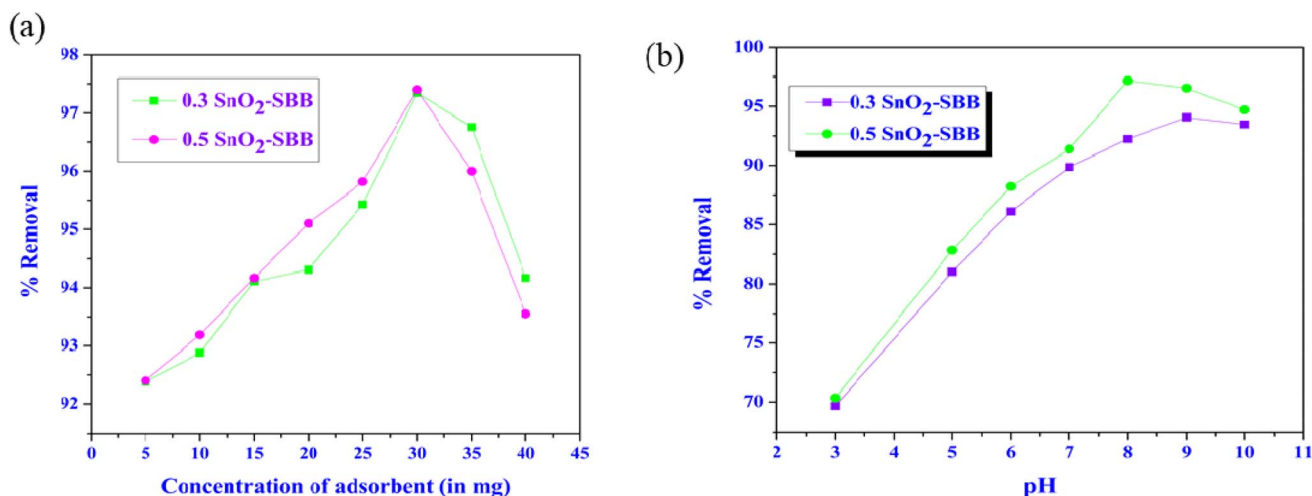 (a)
98
97
96
95
94
93
92
% Removal
0.3 SnO2-SBB
0.5 SnO2-SBB
0 5 10 15 20 25 30 35 40 45
Concentration of adsorbent (in mg)
(b)
100
95
90
85
80
75
70
% Removal
0.3 SnO2-SBB
0.5 SnO2-SBB
2 3 4 5 6 7 8 9 10 11
pH